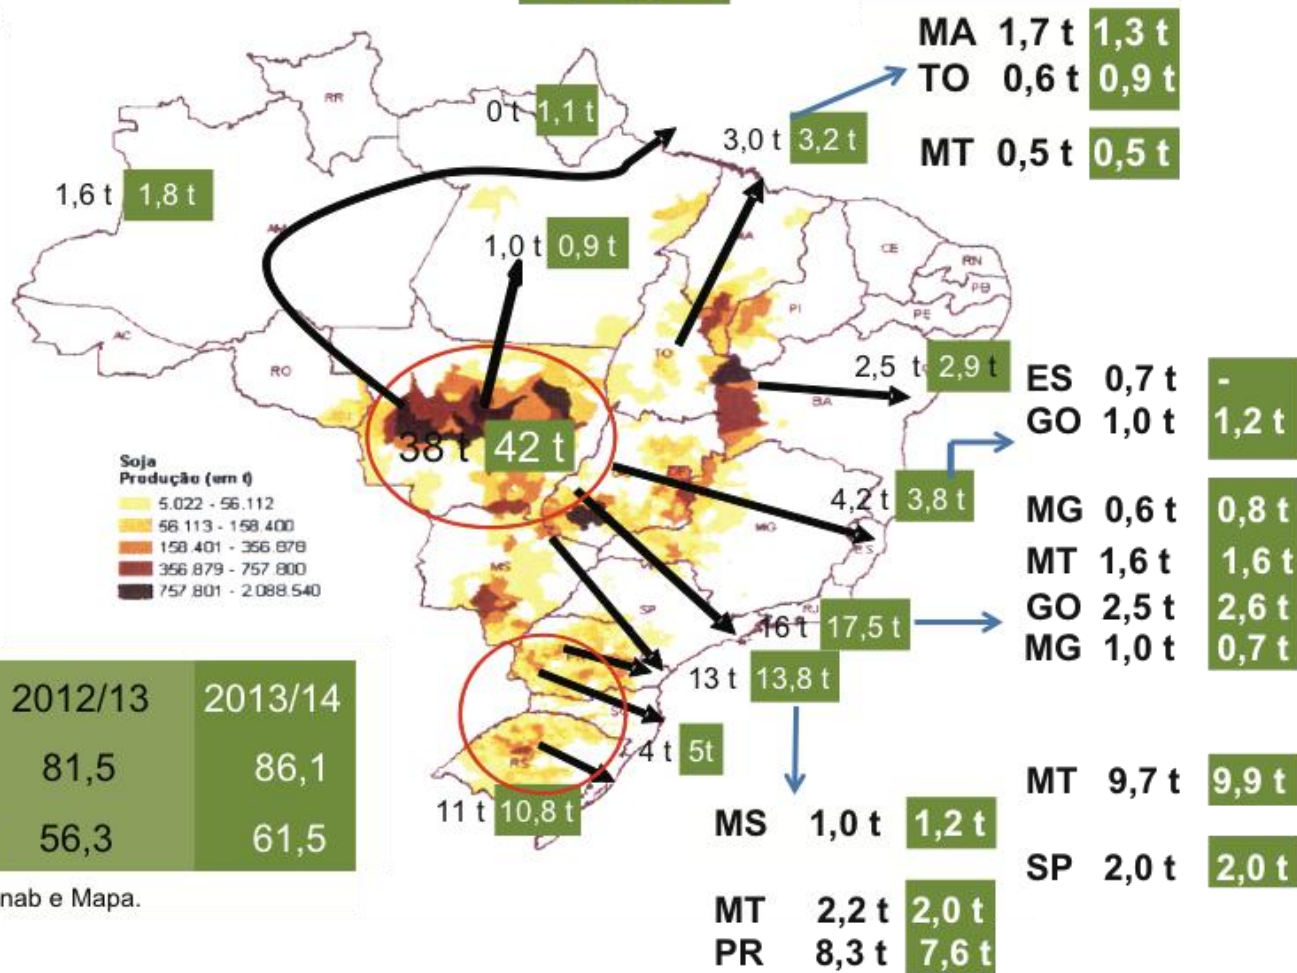 MA 1,7 t 1,3 t
TO 0,6 t 0,9 t
MT 0,5 t 0,5 t
3,0 t 3,2 t
0 t 1,1 t
1,6 t 1,8 t
1,0 t 0,9 t
RR
AM
MA
CE
RN
PB
PE
PI
AC
RO
TO
BA
2,5 t 2,9 t
38 t 42 t
DF
MG
ES
MS
SP
RJ
SC
RS
4,2 t 3,8 t
ES 0,7 t -
GO 1,0 t 1,2 t
MG 0,6 t 0,8 t
MT 1,6 t 1,6 t
GO 2,5 t 2,6 t
MG 1,0 t 0,7 t
MT 9,7 t 9,9 t
SP 2,0 t 2,0 t
16 t 17,5 t
13 t 13,8 t
4 t 5t
11 t 10,8 t
MS 1,0 t 1,2 t
MT 2,2 t 2,0 t
PR 8,3 t 7,6 t
Soja
Produção (em t)
5.022 - 56.112
56.113 - 158.400
158.401 - 356.878
356.879 - 757.800
757.801 - 2.088.540
2012/13 2013/14
81,5 86,1
56,3 61,5
nab e Mapa.